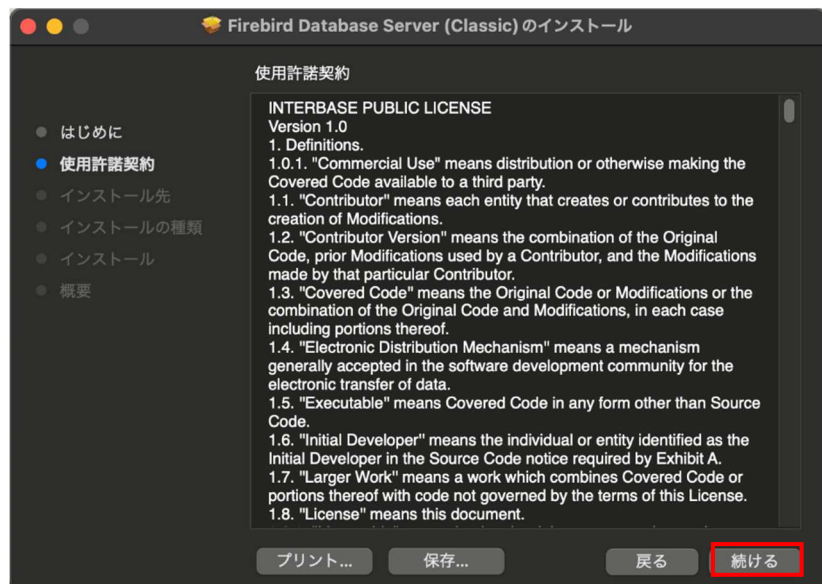 Firebird Database Server (Classic) のインストール
使用許諾契約
はじめに
使用許諾契約
インストール先
インストールの種類
インストール
概要
INTERBASE PUBLIC LICENSE
Version 1.0
1. Definitions.
1.0.1. "Commercial Use" means distribution or otherwise making the
Covered Code available to a third party.
1.1. "Contributor" means each entity that creates or contributes to the
creation of Modifications.
1.2. "Contributor Version" means the combination of the Original
Code, prior Modifications used by a Contributor, and the Modifications
made by that particular Contributor.
1.3. "Covered Code" means the Original Code or Modifications or the
combination of the Original Code and Modifications, in each case
including portions thereof.
1.4. "Electronic Distribution Mechanism" means a mechanism
generally accepted in the software development community for the
electronic transfer of data.
1.5. "Executable" means Covered Code in any form other than Source
Code.
1.6. "Initial Developer" means the individual or entity identified as the
Initial Developer in the Source Code notice required by Exhibit A.
1.7. "Larger Work" means a work which combines Covered Code or
portions thereof with code not governed by the terms of this License.
1.8. "License" means this document.
プリント...
保存...
戻る
続ける